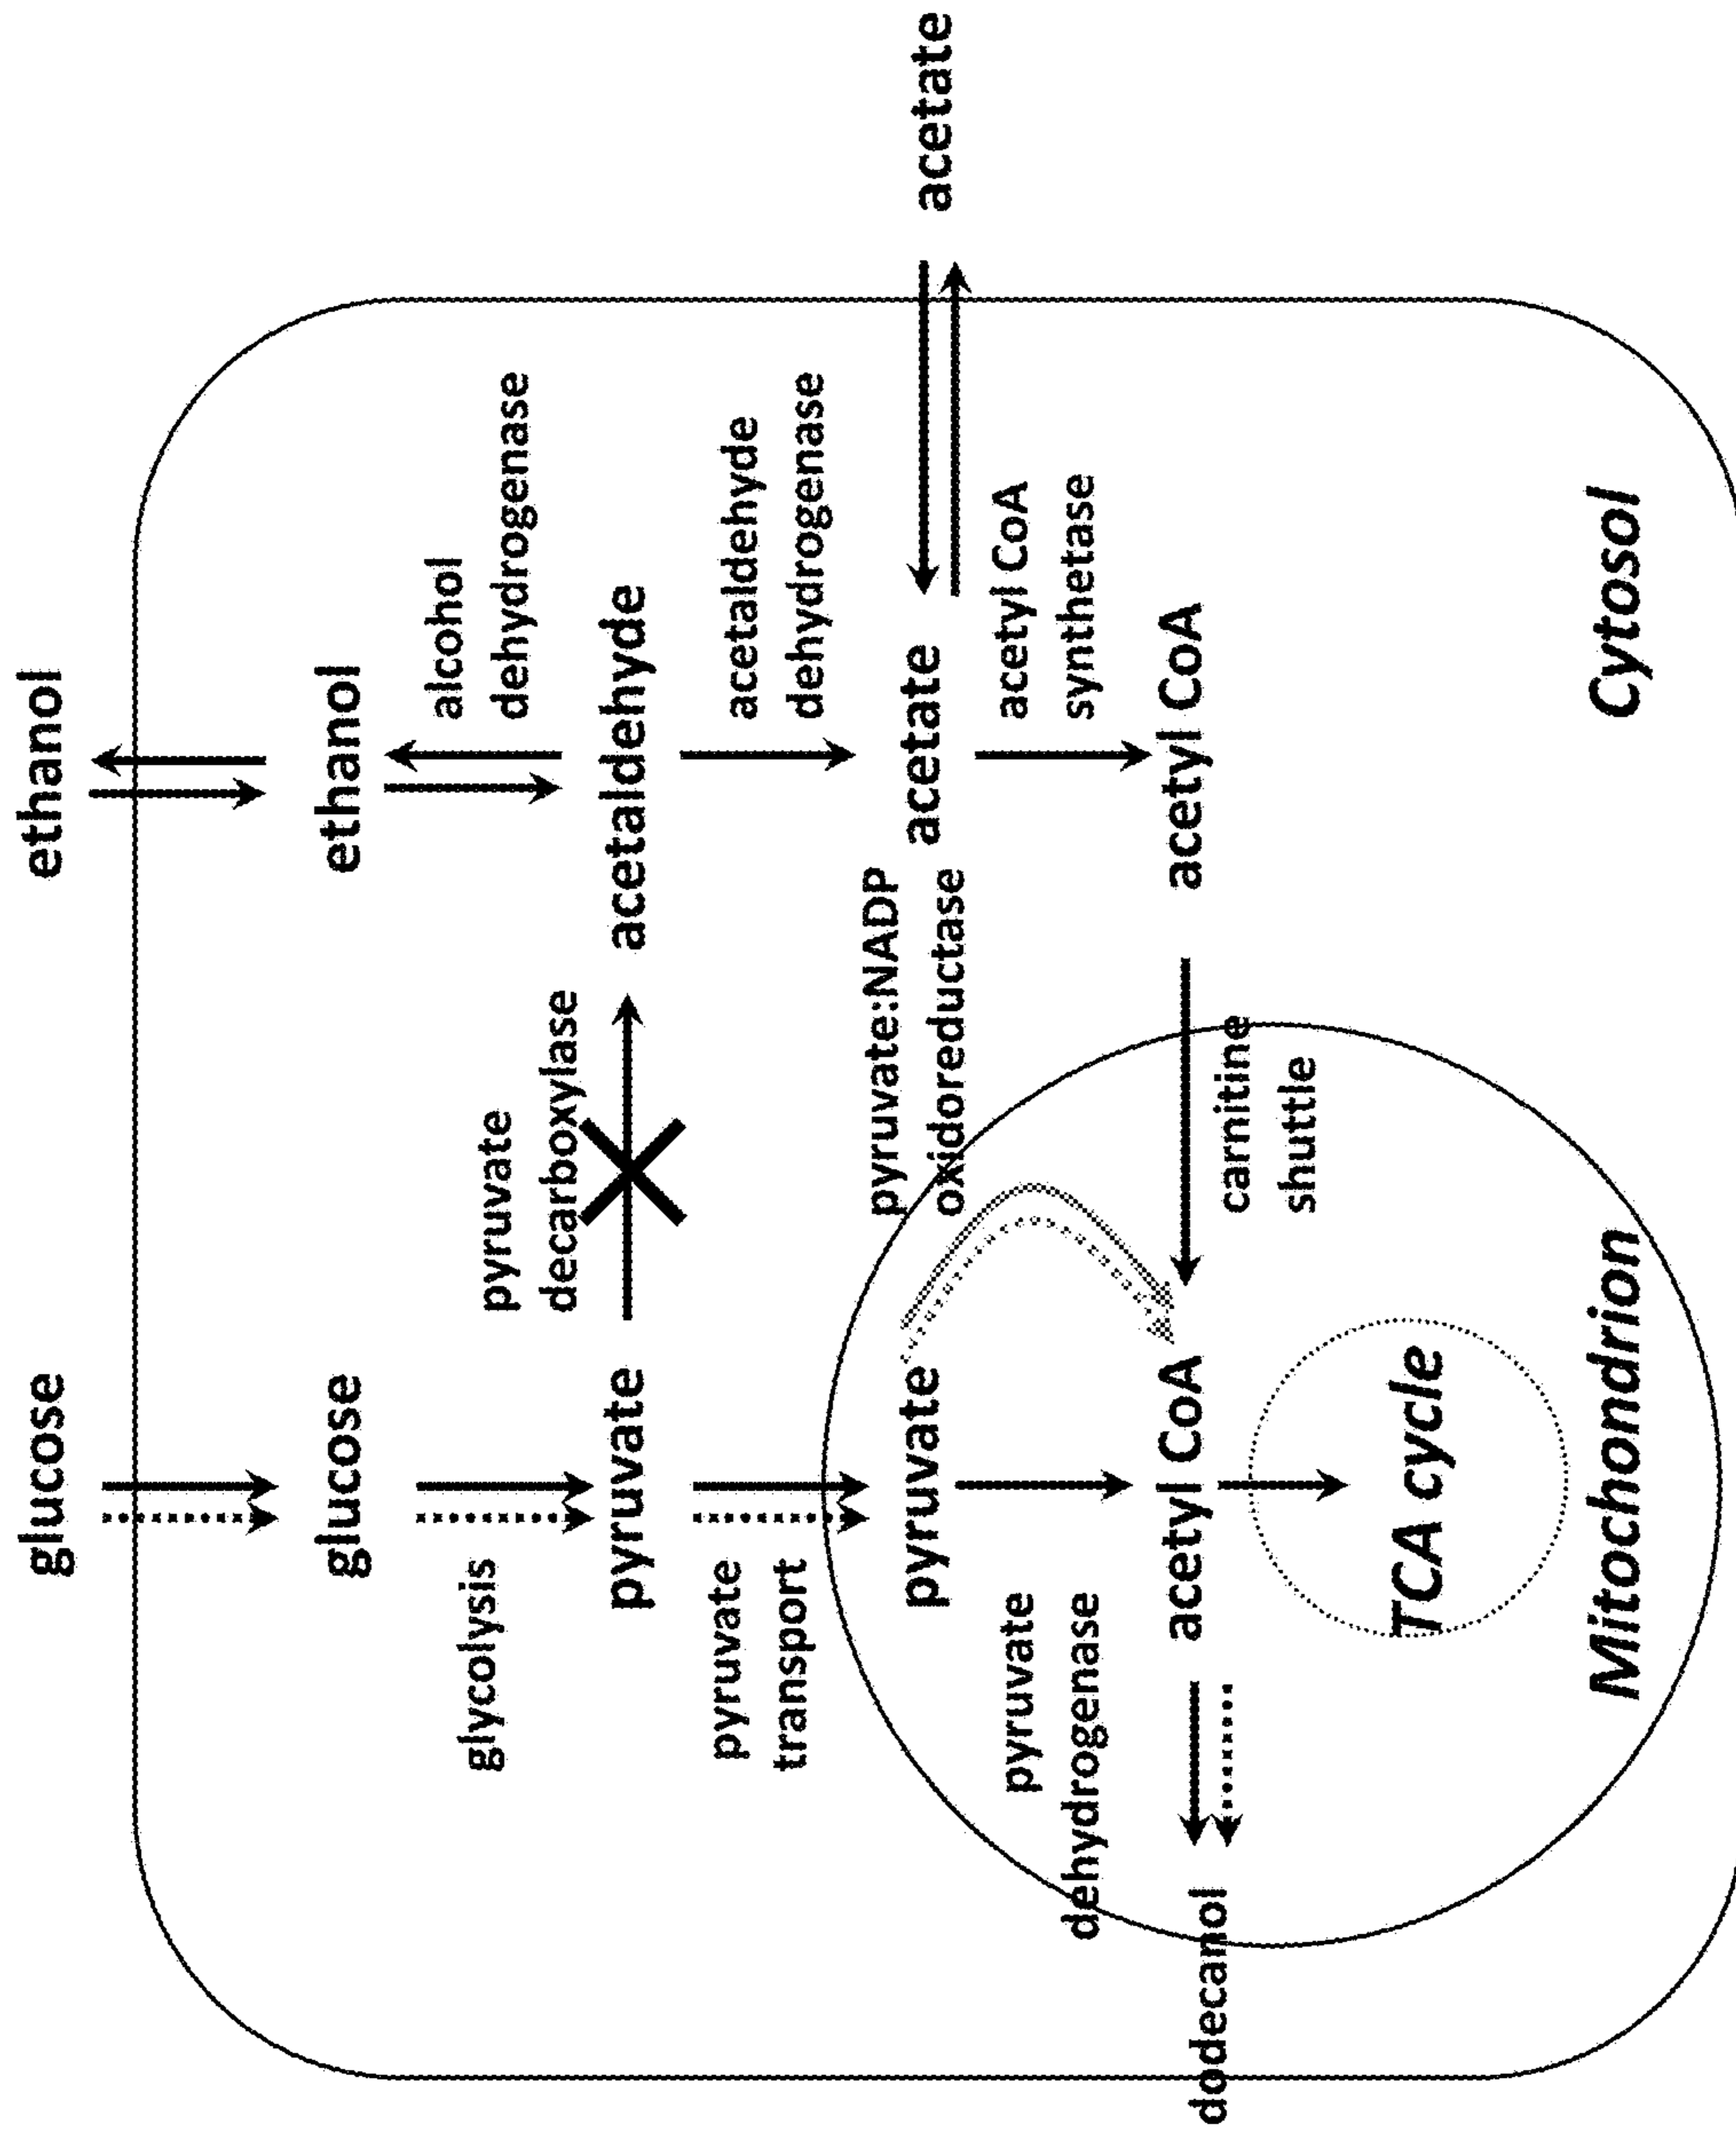 glucose
ethanol
glucose
ethanol
glycolysis
pyruvate
decarboxylase
alcohol
dehydrogenase
pyruvate
acetaldehyde
pyruvate
transport
acetaldehyde
dehydrogenase
pyruvate
pyruvate:NADP
oxidoreductase
acetate
acetate
pyruvate
dehydrogenase
acetyl CoA
synthetase
dodecanol
acetyl CoA
acetyl CoA
carnitine
shuttle
TCA cycle
Mitochondrion
Cytosol